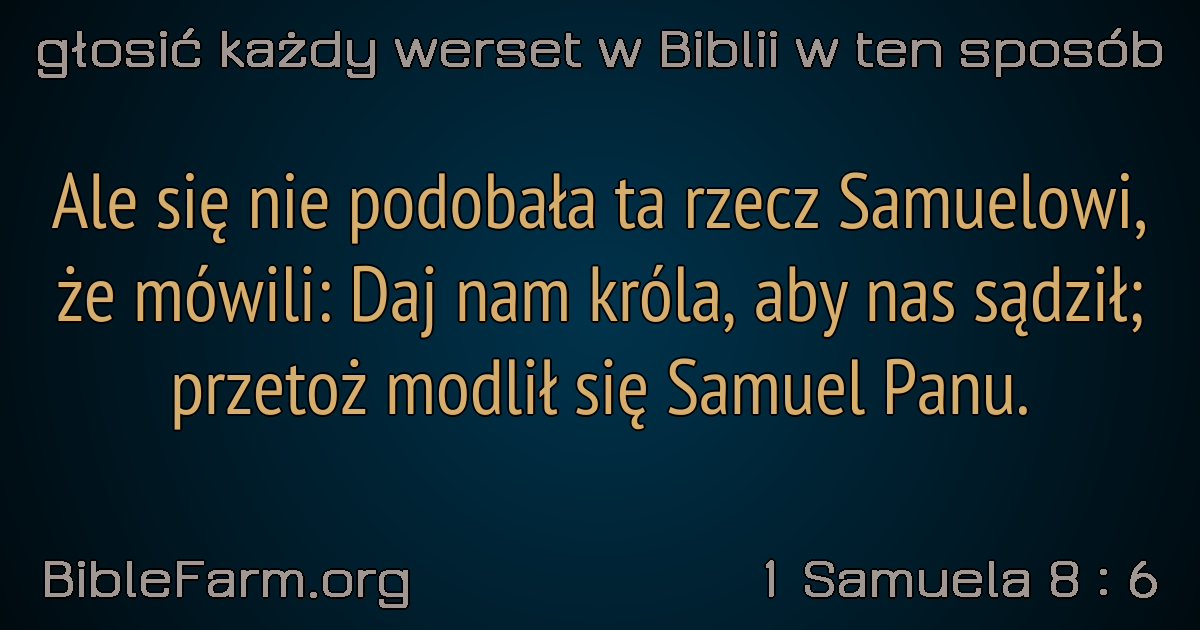 głosić każdy werset w Biblii w ten sposób
Ale się nie podobała ta rzecz Samuelowi,
że mówili: Daj nam króla, aby nas sądził;
przetoż modlił się Samuel Panu.
BibleFarm.org
1 Samuela 8 : 6